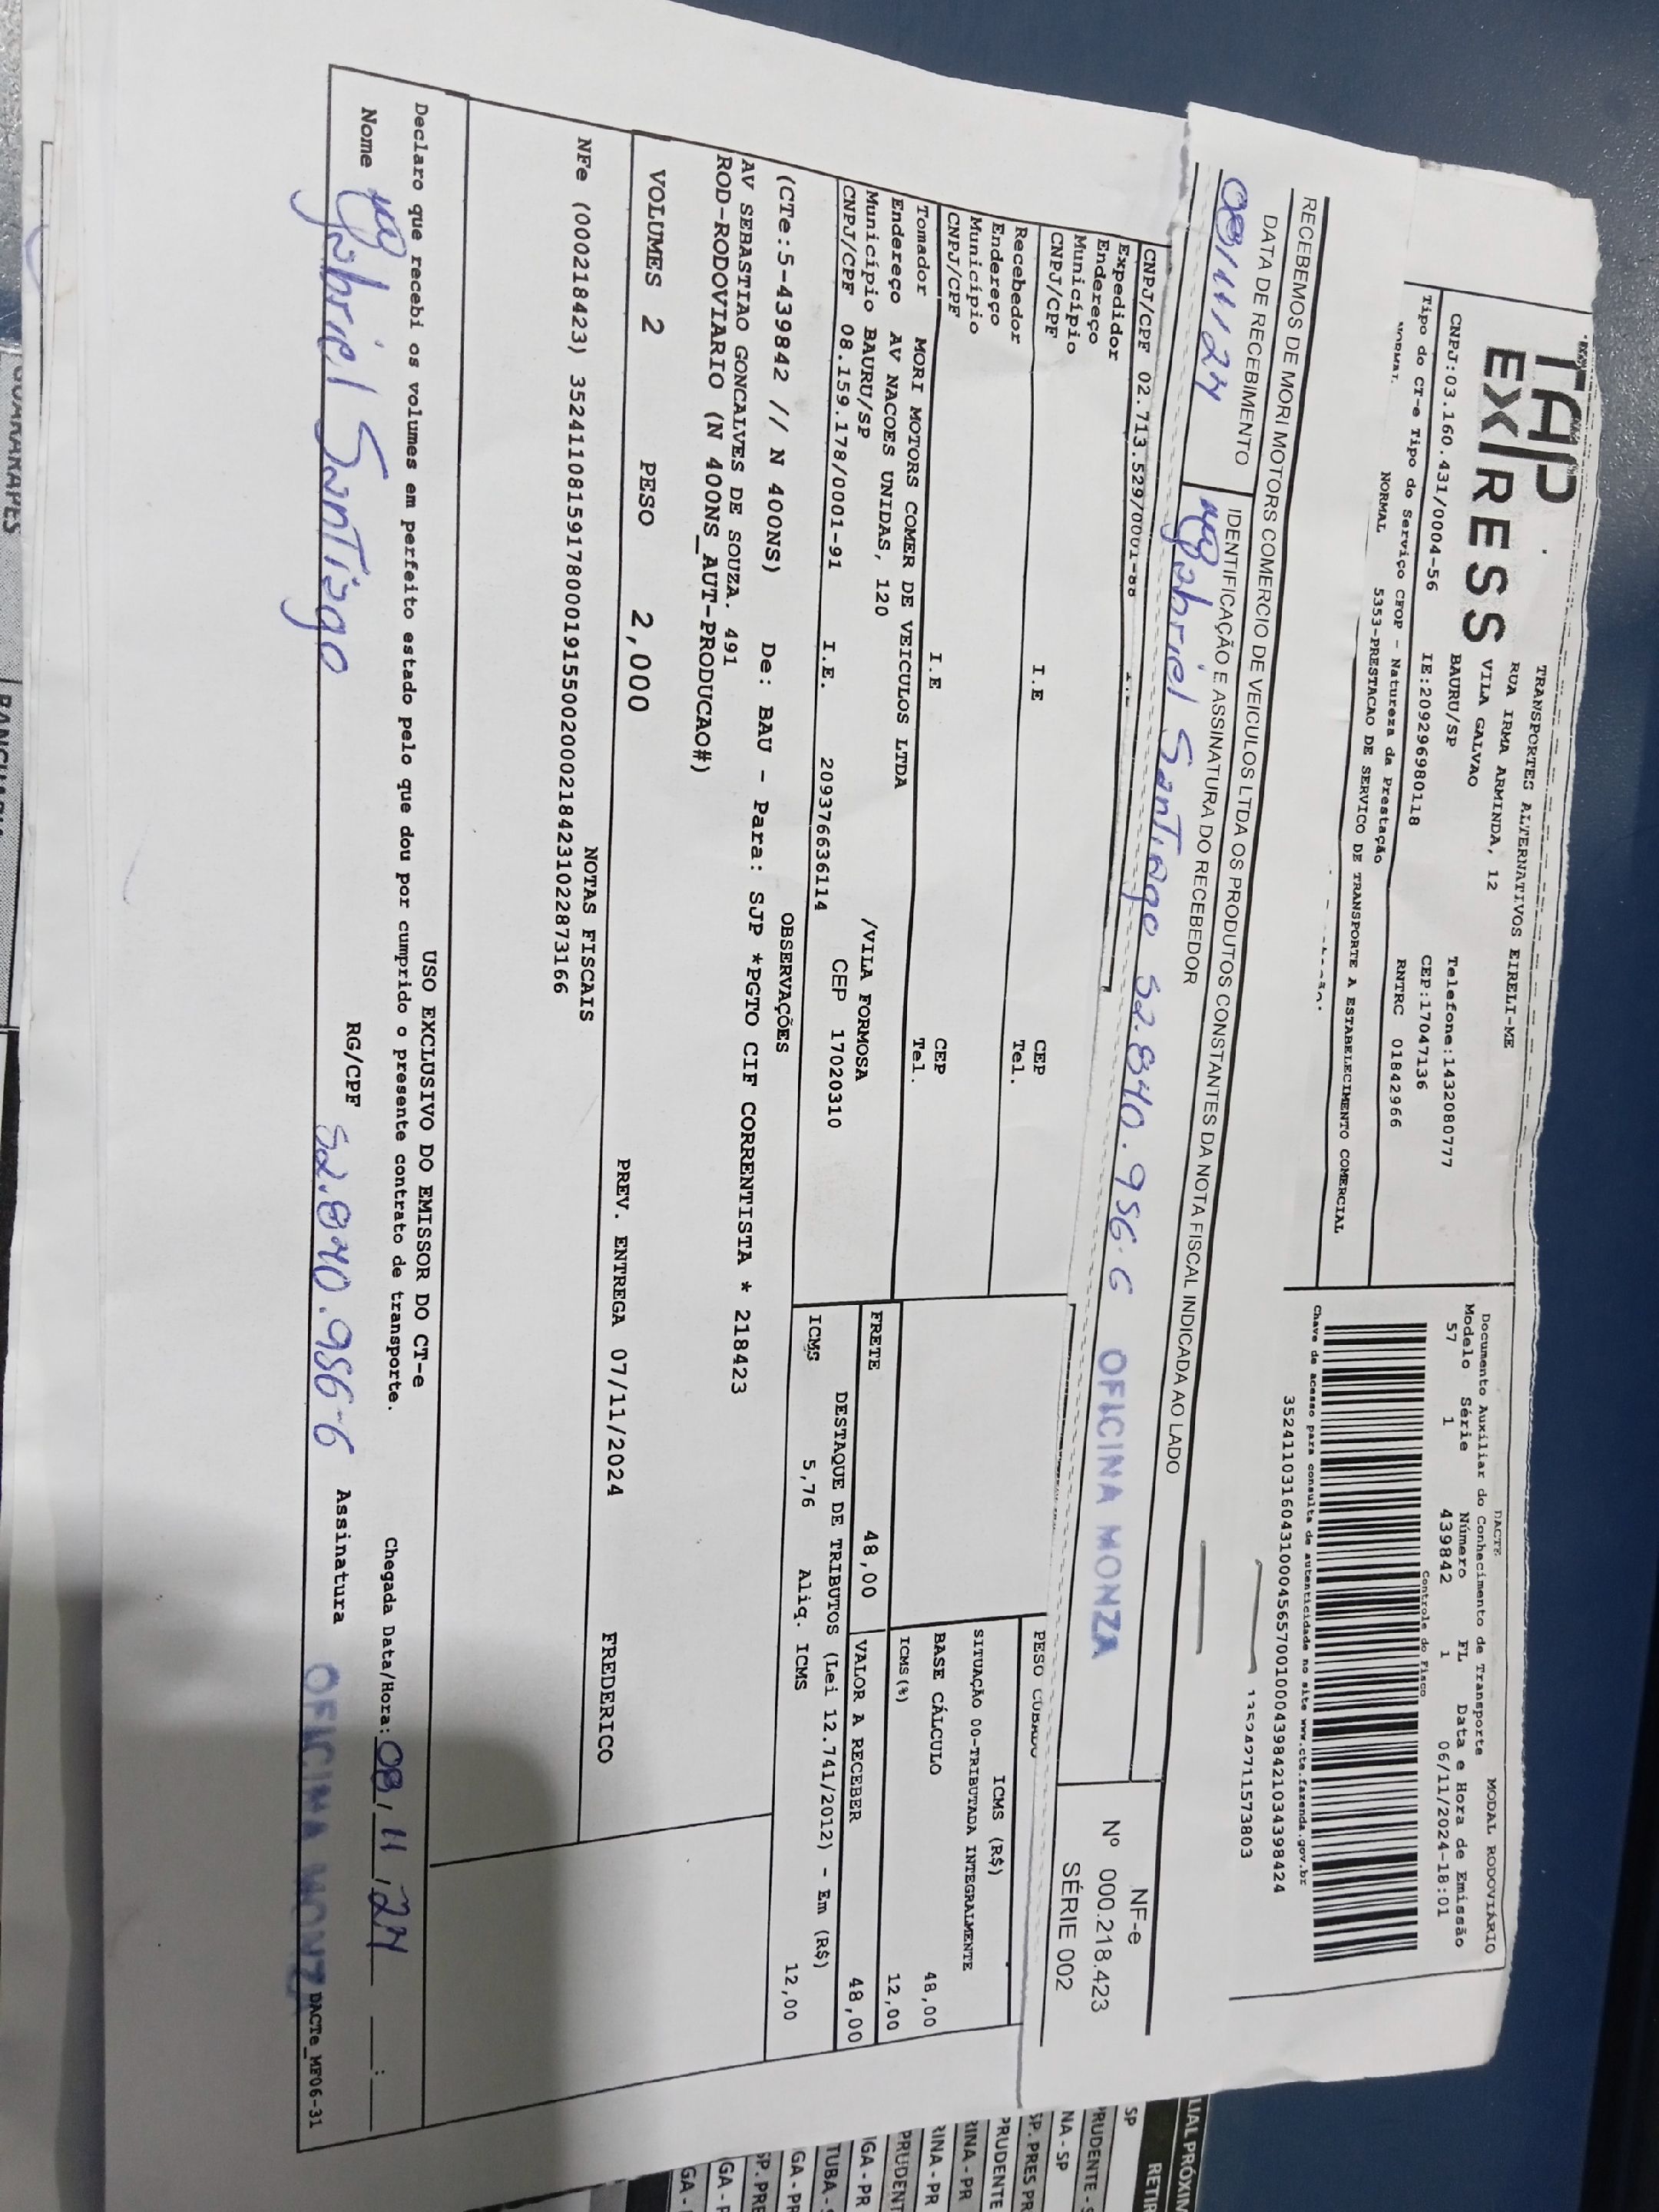 TAP
EXPRESS
TRANSPORTES ALTERNATIVOS EIRELI-ME
RUA IRMA ARMINDA, 12
VILA GALVAO
BAURU/SP
Telefone:1432080777
CNPJ:03.160.431/0004-56
IE:209296980118
CEP:17047136
RNTRC 01842966
Tipo do CT-e Tipo do Serviço CFOP - Natureza da Prestação
NORMAL NORMAL 5353-PRESTACAO DE SERVICO DE TRANSPORTE A ESTABELECIMENTO COMERCIAL
DACTE
MODAL RODOVIÁRIO
Documento Auxiliar do Conhecimento de Transporte
Modelo Série Número FL Data e Hora de Emissão
57 1 439842 1 06/11/2024-18:01
Controle do Fisco
Chave de acesso para consulta de autenticidade no site www.cte.fazenda.gov.br
135242711573803
RECEBEMOS DE MORI MOTORS COMERCIO DE VEICULOS LTDA OS PRODUTOS CONSTANTES DA NOTA FISCAL INDICADA AO LADO
DATA DE RECEBIMENTO
IDENTIFICAÇÃO E ASSINATURA DO RECEBEDOR
08/11/24
Gabriel Santiago 52.840.956-6
OFICINA MONZA
NF-e
Nº 000.218.423
SÉRIE 002
CNPJ/CPF 02.713.529/0001-88
Expedidor
Endereço
Município
CNPJ/CPF I.E CEP
Tel.
Recebedor
Endereço
Município
CNPJ/CPF I.E CEP
Tel.
Tomador MORI MOTORS COMER DE VEICULOS LTDA
Endereço AV NACOES UNIDAS, 120 /VILA FORMOSA
Município BAURU/SP CEP 17020310
CNPJ/CPF 08.159.178/0001-91 I.E. 209376636114
PESO CUBADO
ICMS (R$)
SITUAÇÃO 00-TRIBUTADA INTEGRALMENTE
BASE CÁLCULO 48,00
ICMS(%) 12,00
FRETE 48,00 VALOR A RECEBER 48,00
DESTAQUE DE TRIBUTOS (Lei 12.741/2012) - Em (R$)
ICMS 5,76 Aliq. ICMS 12,00
OBSERVAÇÕES
(CTe:5-439842 // N 400NS) De: BAU - Para: SJP *PGTO CIF CORRENTISTA * 218423
AV SEBASTIAO GONCALVES DE SOUZA. 491
ROD-RODOVIARIO (N 400NS_AUT-PRODUCAO#)
VOLUMES 2 PESO 2,000 PREV. ENTREGA 07/11/2024 FREDERICO
NOTAS FISCAIS
NFe (000218423) 35241108159178000191550020002184231022873166
USO EXCLUSIVO DO EMISSOR DO CT-e
Declaro que recebi os volumes em perfeito estado pelo que dou por cumprido o presente contrato de transporte.
Chegada Data/Hora: 08/11/24 __:__
Nome Gabriel Santiago RG/CPF 52.840.956-6 Assinatura OFICINA MONZA
DACTe_MF06-31